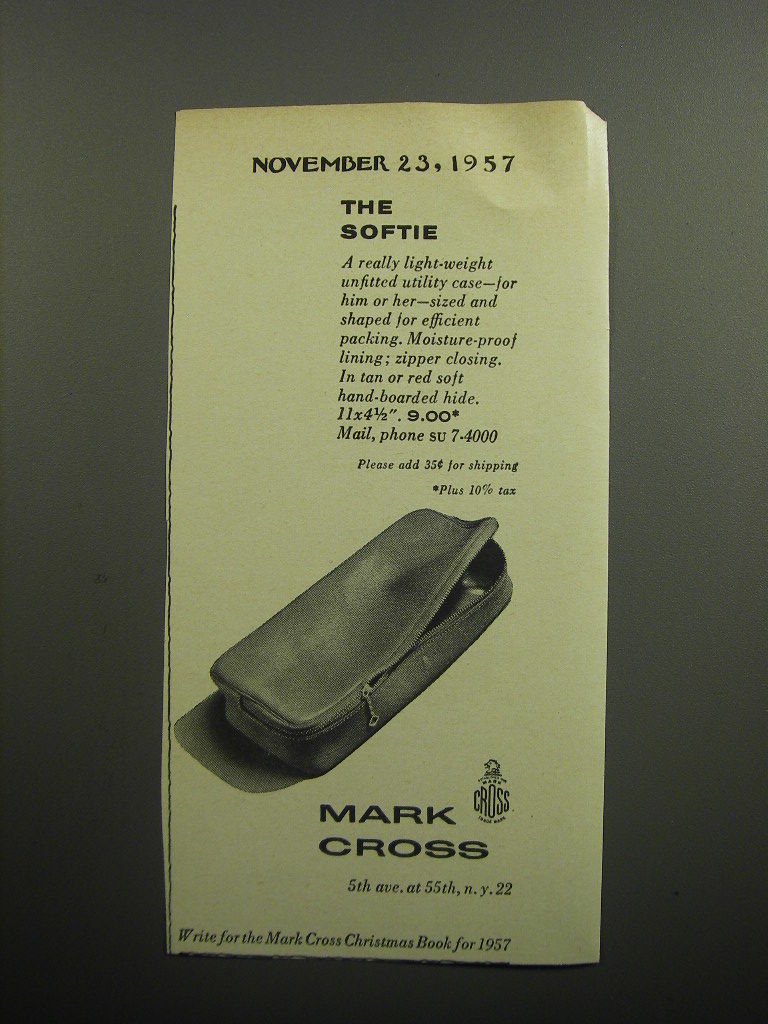 NOVEMBER 23, 1957
THE
SOFTIE
A really light-weight
unfitted utility case—for
him or her—sized and
shaped for efficient
packing. Moisture-proof
lining; zipper closing.
In tan or red soft
hand-boarded hide.
11x4½". 9.00*
Mail, phone SU 7-4000
Please add 35¢ for shipping
*Plus 10% tax
MARK
CROSS
TRADE MARK
MARK
CROSS
5th ave. at 55th, n. y. 22
Write for the Mark Cross Christmas Book for 1957